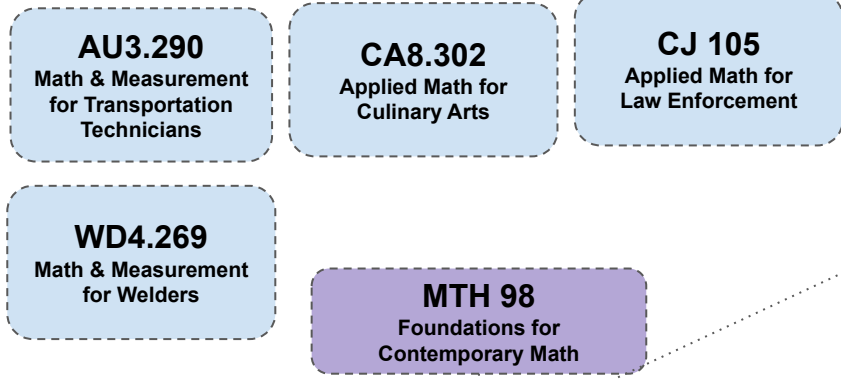 AU3.290
Math & Measurement
for Transportation
Technicians
CA8.302
Applied Math for
Culinary Arts
CJ 105
Applied Math for
Law Enforcement
WD4.269
Math & Measurement
for Welders
MTH 98
Foundations for
Contemporary Math